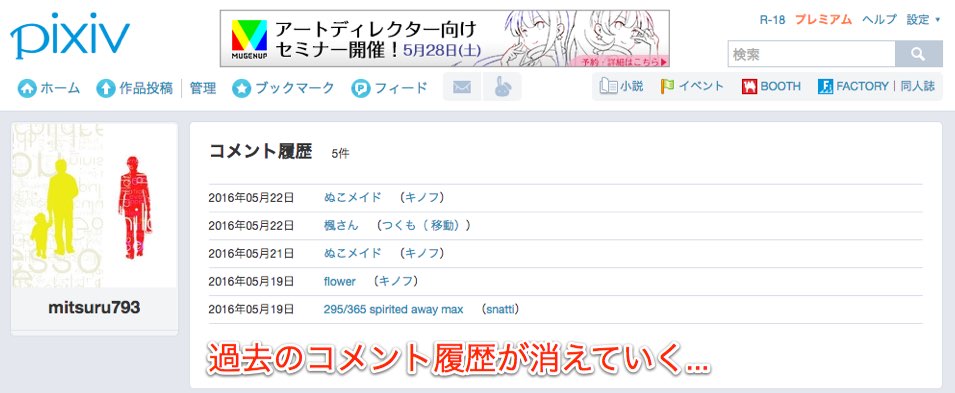 pixiv
MUGENUP
アートディレクター向け
セミナー開催！5月28日(土)
予約・詳細はこちら▶
R-18 プレミアム ヘルプ 設定 ▾
検索
ホーム 作品投稿 管理 ブックマーク フィード
小説 イベント BOOTH FACTORY | 同人誌
コメント履歴 5件
2016年05月22日 ぬこメイド （キノフ）
2016年05月22日 楓さん （つくも（ 移動））
2016年05月21日 ぬこメイド （キノフ）
2016年05月19日 flower （キノフ）
2016年05月19日 295/365 spirited away max （snatti）
mitsuru793
過去のコメント履歴が消えていく...